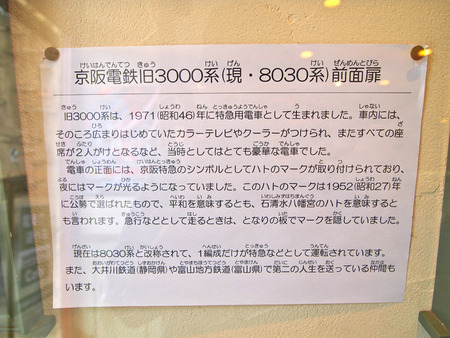 京阪電鉄旧3000系(現・8030系)前面扉
旧3000系は、1971(昭和46)年に特急用電車として生まれました。車内には、
そのころ広まりはじめていたカラーテレビやクーラーがつけられ、またすべての座
席が2人がけとなるなど、当時としてはとても豪華な電車でした。
電車の正面には、京阪特急のシンボルとしてハトのマークが取り付けられており、
夜にはマークが光るようになっていました。このハトのマークは1952(昭和27)年
に公募で選ばれたもので、平和を意味するとも、石清水八幡宮のハトを意味すると
も言われます。急行などとして走るときは、となりの板でマークを隠していました。
現在は8030系と改称されて、1編成だけが特急などとして運転されています。
また、大井川鉄道(静岡県)や富山地方鉄道(富山県)で第二の人生を送っている仲間も
います。